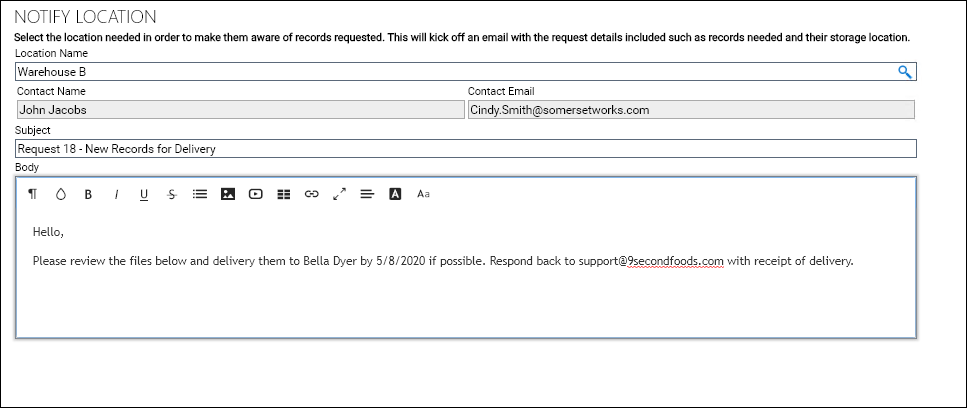 NOTIFY LOCATION
Select the location needed in order to make them aware of records requested. This will kick off an email with the request details included such as records needed and their storage location.
Location Name
Warehouse B
Contact Name Contact Email
John Jacobs Cindy.Smith@somersetworks.com
Subject
Request 18 - New Records for Delivery
Body
¶ B I U S A Aa
Hello,
Please review the files below and delivery them to Bella Dyer by 5/8/2020 if possible. Respond back to support@9secondfoods.com with receipt of delivery.